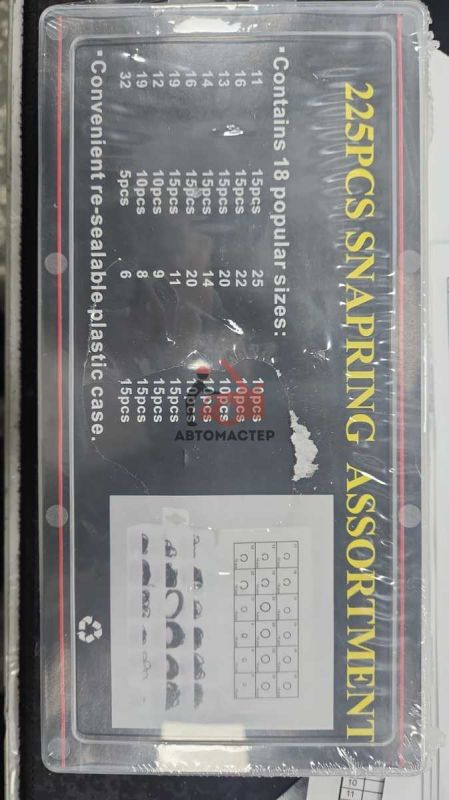 225PCS SNAPRING ASSORTMENT
*Contains 18 popular sizes:
11 15pcs 25 10pcs
16 15pcs 22 10pcs
13 15pcs 20 10pcs
14 15pcs 14 10pcs
16 15pcs 20 10pcs
19 15pcs 11 15pcs
12 10pcs 9 15pcs
19 10pcs 8 15pcs
32 5pcs 6 15pcs
*Convenient re-sealable plastic case.
АВТОМАСТЕР
10
11